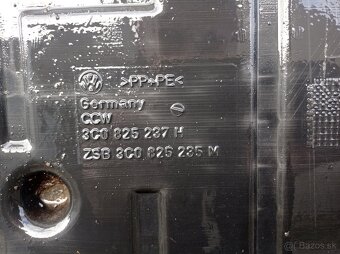 >PP+PE<
Germany
CCW
3C0 825 237 H
ZSB 3C0 825 235 M
© Bazos.sk